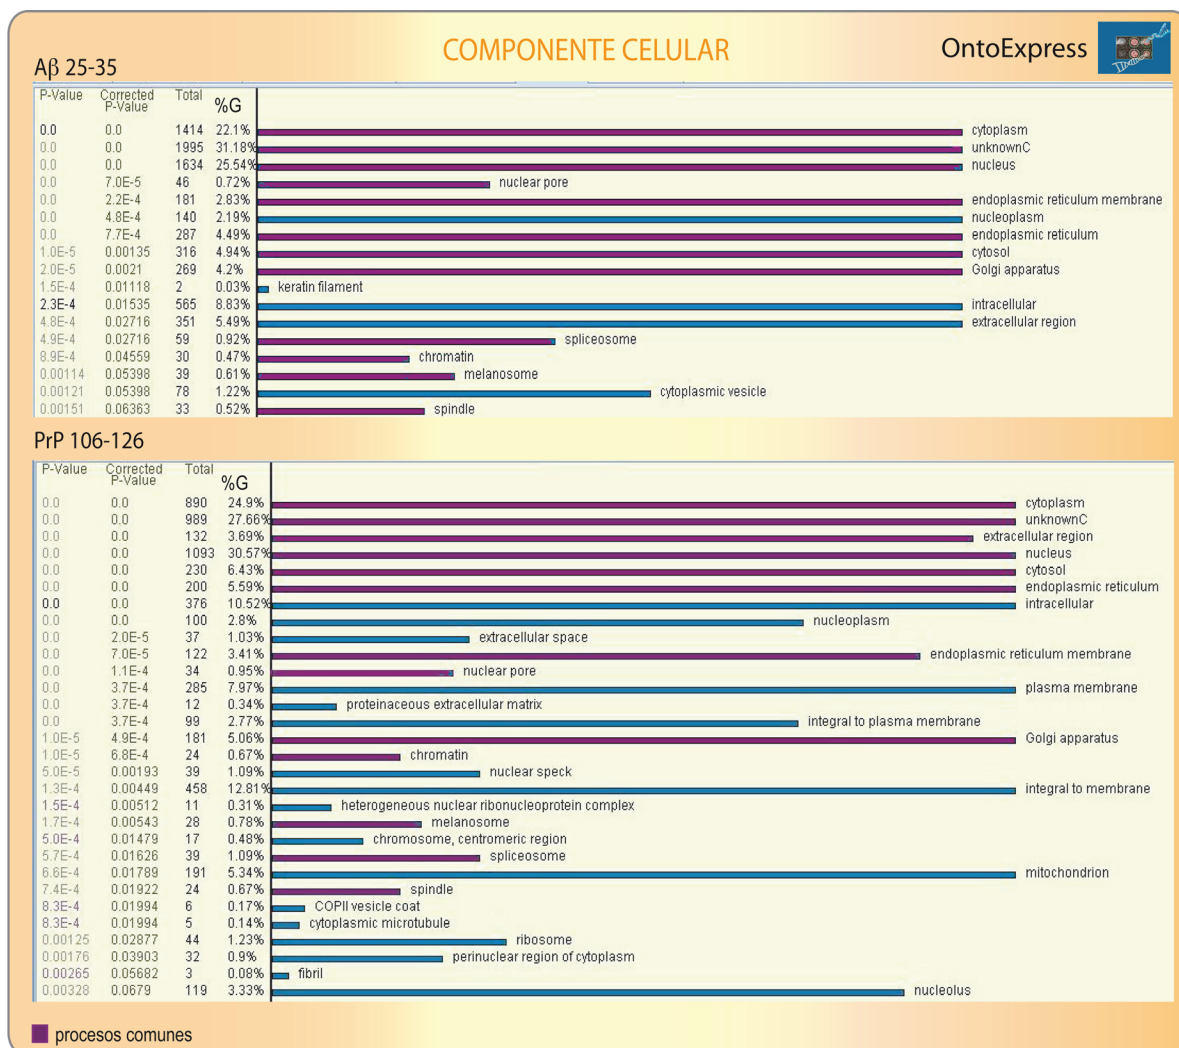 COMPONENTE CELULAR
OntoExpress
Aβ 25-35
P-Value Corrected P-Value Total %G
0.0 0.0 1414 22.1% cytoplasm
0.0 0.0 1995 31.18% unknownC
0.0 0.0 1634 25.54% nucleus
0.0 7.0E-5 46 0.72% nuclear pore
0.0 2.2E-4 181 2.83% endoplasmic reticulum membrane
0.0 4.8E-4 140 2.19% nucleoplasm
0.0 7.7E-4 287 4.49% endoplasmic reticulum
1.0E-5 0.00135 316 4.94% cytosol
2.0E-5 0.0021 269 4.2% Golgi apparatus
1.5E-4 0.01118 2 0.03% keratin filament
2.3E-4 0.01535 565 8.83% intracellular
4.8E-4 0.02716 351 5.49% extracellular region
4.9E-4 0.02716 59 0.92% spliceosome
8.9E-4 0.04559 30 0.47% chromatin
0.00114 0.05398 39 0.61% melanosome
0.00121 0.05398 78 1.22% cytoplasmic vesicle
0.00151 0.06363 33 0.52% spindle
PrP 106-126
P-Value Corrected P-Value Total %G
0.0 0.0 890 24.9% cytoplasm
0.0 0.0 989 27.66% unknownC
0.0 0.0 132 3.69% extracellular region
0.0 0.0 1093 30.57% nucleus
0.0 0.0 230 6.43% cytosol
0.0 0.0 200 5.59% endoplasmic reticulum
0.0 0.0 376 10.52% intracellular
0.0 0.0 100 2.8% nucleoplasm
0.0 2.0E-5 37 1.03% extracellular space
0.0 7.0E-5 122 3.41% endoplasmic reticulum membrane
0.0 1.1E-4 34 0.95% nuclear pore
0.0 3.7E-4 285 7.97% plasma membrane
0.0 3.7E-4 12 0.34% proteinaceous extracellular matrix
0.0 3.7E-4 99 2.77% integral to plasma membrane
1.0E-5 4.9E-4 181 5.06% Golgi apparatus
1.0E-5 6.8E-4 24 0.67% chromatin
5.0E-5 0.00193 39 1.09% nuclear speck
1.3E-4 0.00449 458 12.81% integral to membrane
1.5E-4 0.00512 11 0.31% heterogeneous nuclear ribonucleoprotein complex
1.7E-4 0.00543 28 0.78% melanosome
5.0E-4 0.01479 17 0.48% chromosome, centromeric region
5.7E-4 0.01626 39 1.09% spliceosome
6.6E-4 0.01789 191 5.34% mitochondrion
7.4E-4 0.01922 24 0.67% spindle
8.3E-4 0.01994 6 0.17% COPII vesicle coat
8.3E-4 0.01994 5 0.14% cytoplasmic microtubule
0.00125 0.02877 44 1.23% ribosome
0.00176 0.03903 32 0.9% perinuclear region of cytoplasm
0.00265 0.05682 3 0.08% fibril
0.00328 0.0679 119 3.33% nucleolus
procesos comunes